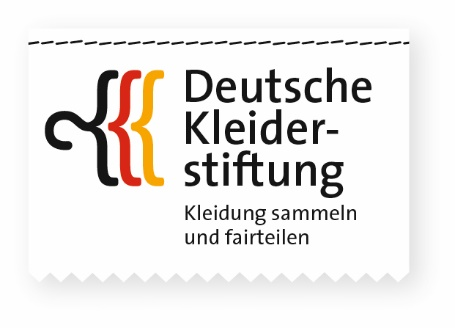 Deutsche
Kleider-
stiftung
Kleidung sammeln
und fairteilen